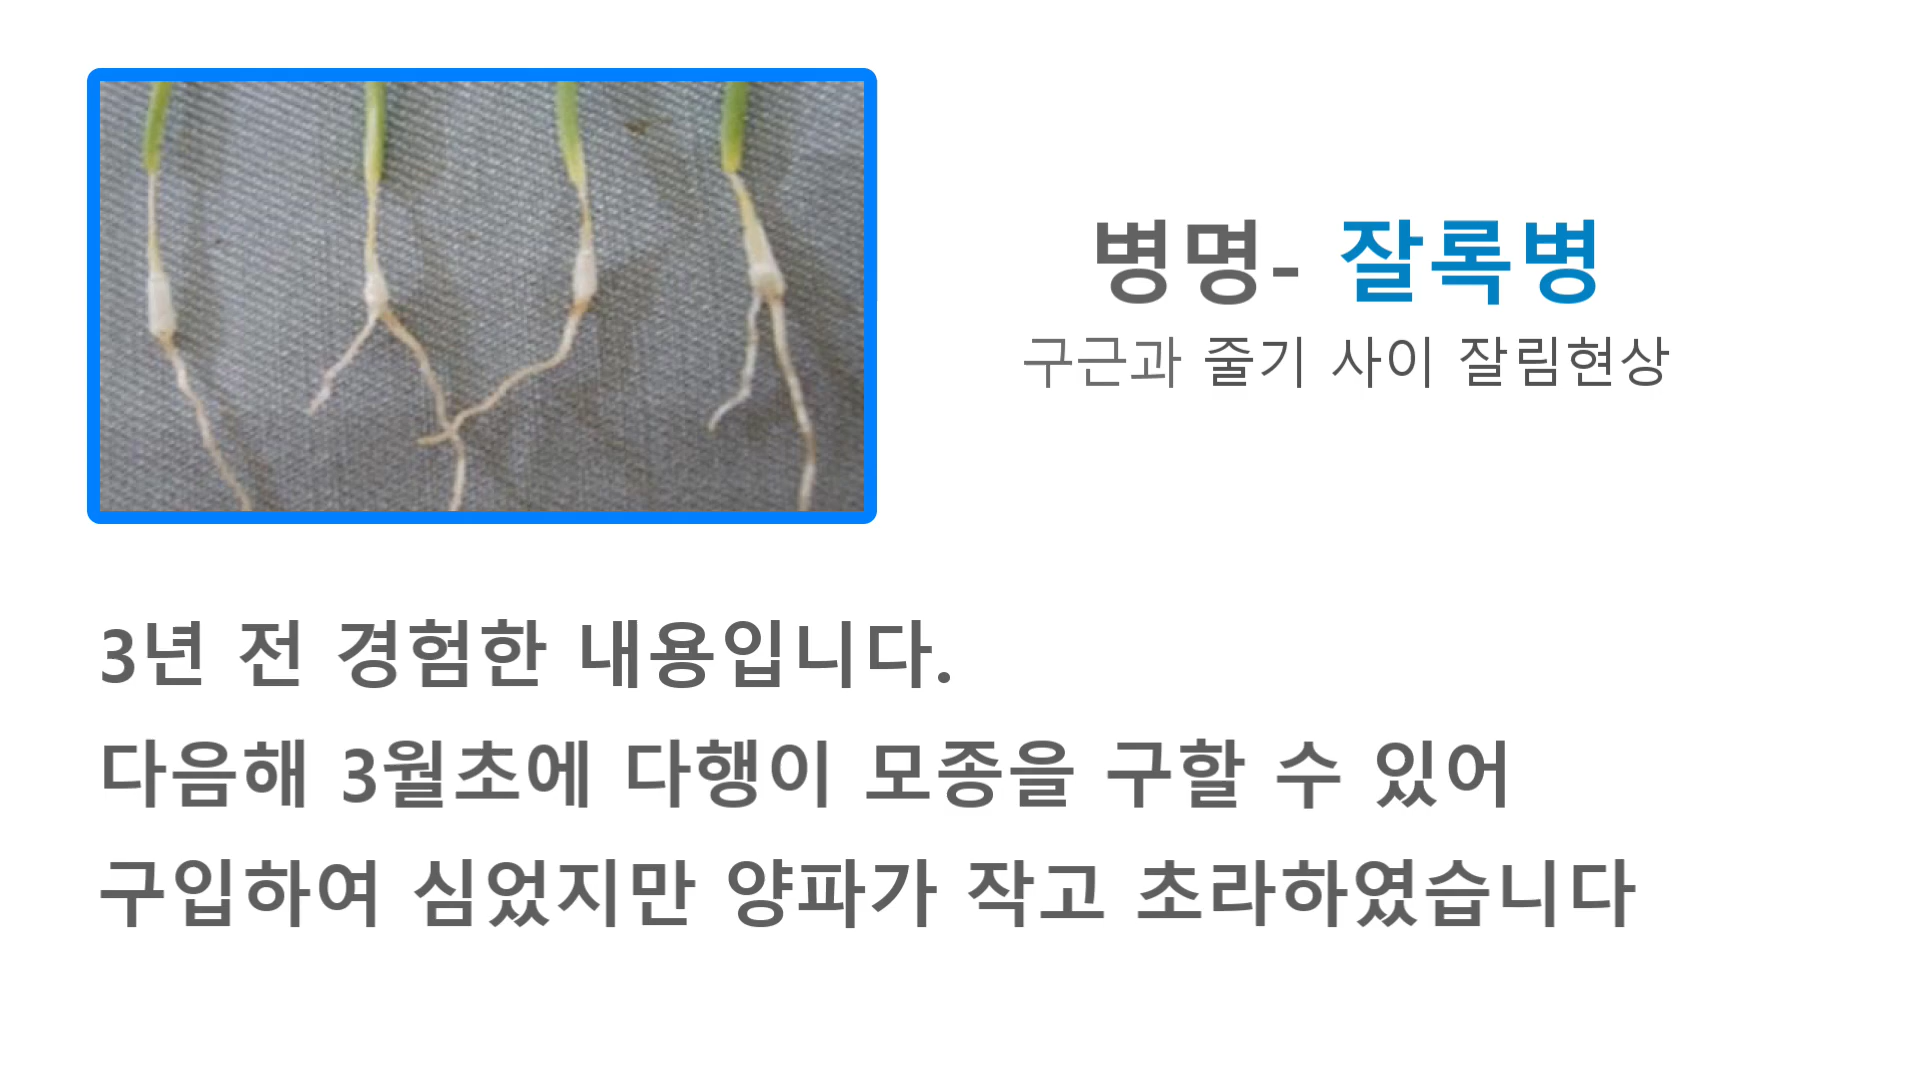 병명- 잘록병
구근과 줄기 사이 잘림현상
3년 전 경험한 내용입니다.
다음해 3월초에 다행이 모종을 구할 수 있어
구입하여 심었지만 양파가 작고 초라하였습니다